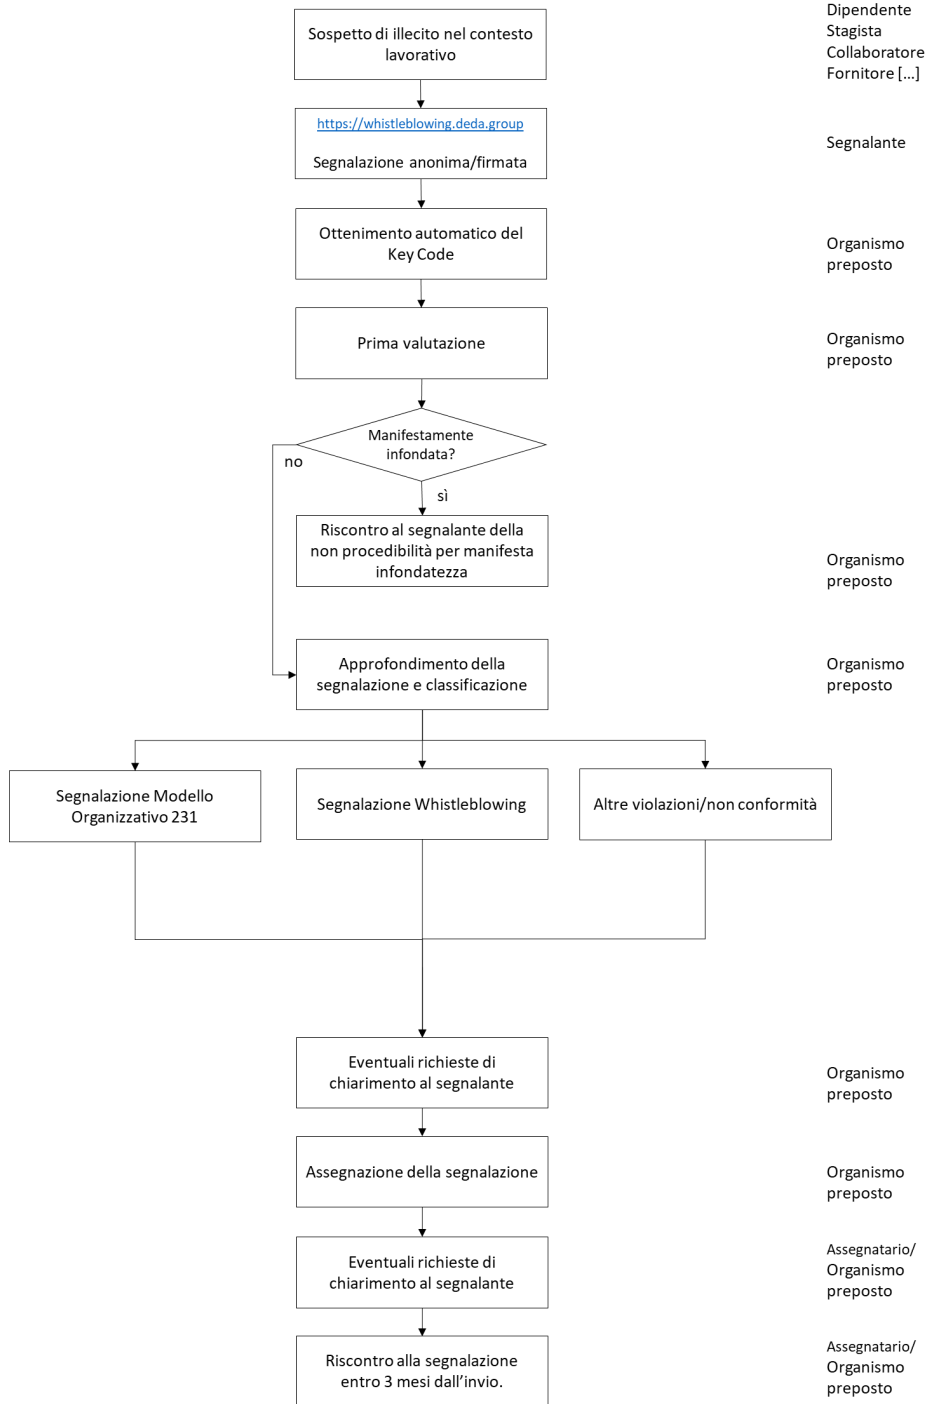 Dipendente
Stagista
Collaboratore
Fornitore [...]
Sospetto di illecito nel contesto
lavorativo
https://whistleblowing.deda.group
Segnalazione anonima/firmata
Segnalante
Ottenimento automatico del
Key Code
Organismo
preposto
Prima valutazione
Organismo
preposto
Manifestamente
infondata?
no
sì
Riscontro al segnalante della
non procedibilità per manifesta
infondatezza
Organismo
preposto
Approfondimento della
segnalazione e classificazione
Organismo
preposto
Segnalazione Modello
Organizzativo 231
Segnalazione Whistleblowing
Altre violazioni/non conformità
Eventuali richieste di
chiarimento al segnalante
Organismo
preposto
Assegnazione della segnalazione
Organismo
preposto
Eventuali richieste di
chiarimento al segnalante
Assegnatario/
Organismo
preposto
Riscontro alla segnalazione
entro 3 mesi dall'invio.
Assegnatario/
Organismo
preposto